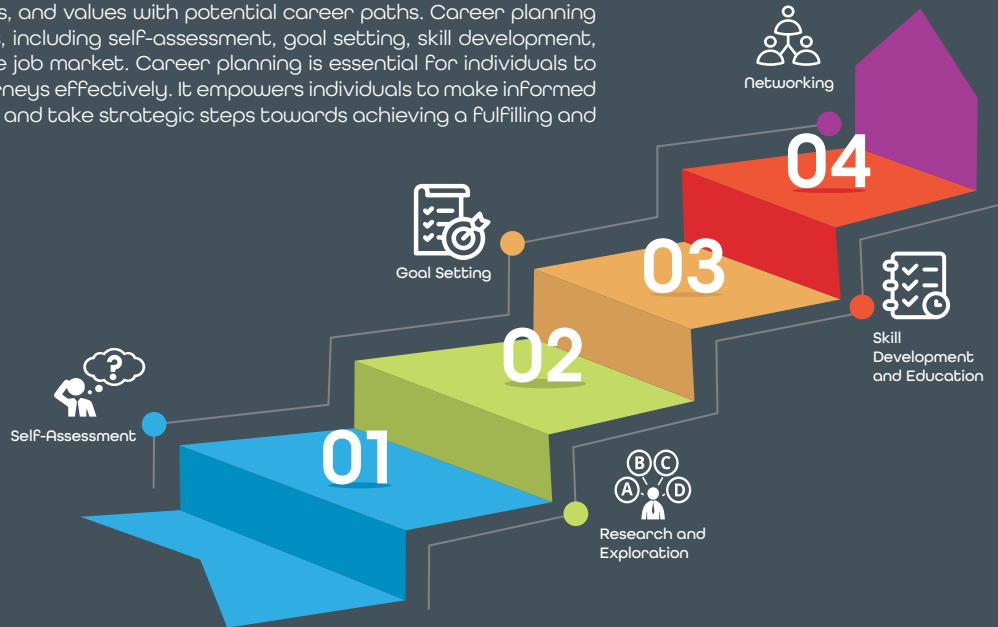 s, and values with potential career paths. Career planning
, including self-assessment, goal setting, skill development,
e job market. Career planning is essential for individuals to
rneys effectively. It empowers individuals to make informed
and take strategic steps towards achieving a fulfilling and
Networking
04
Goal Setting
03
Skill
Development
and Education
02
?
Self-Assessment
01
B C
A D
Research and
Exploration